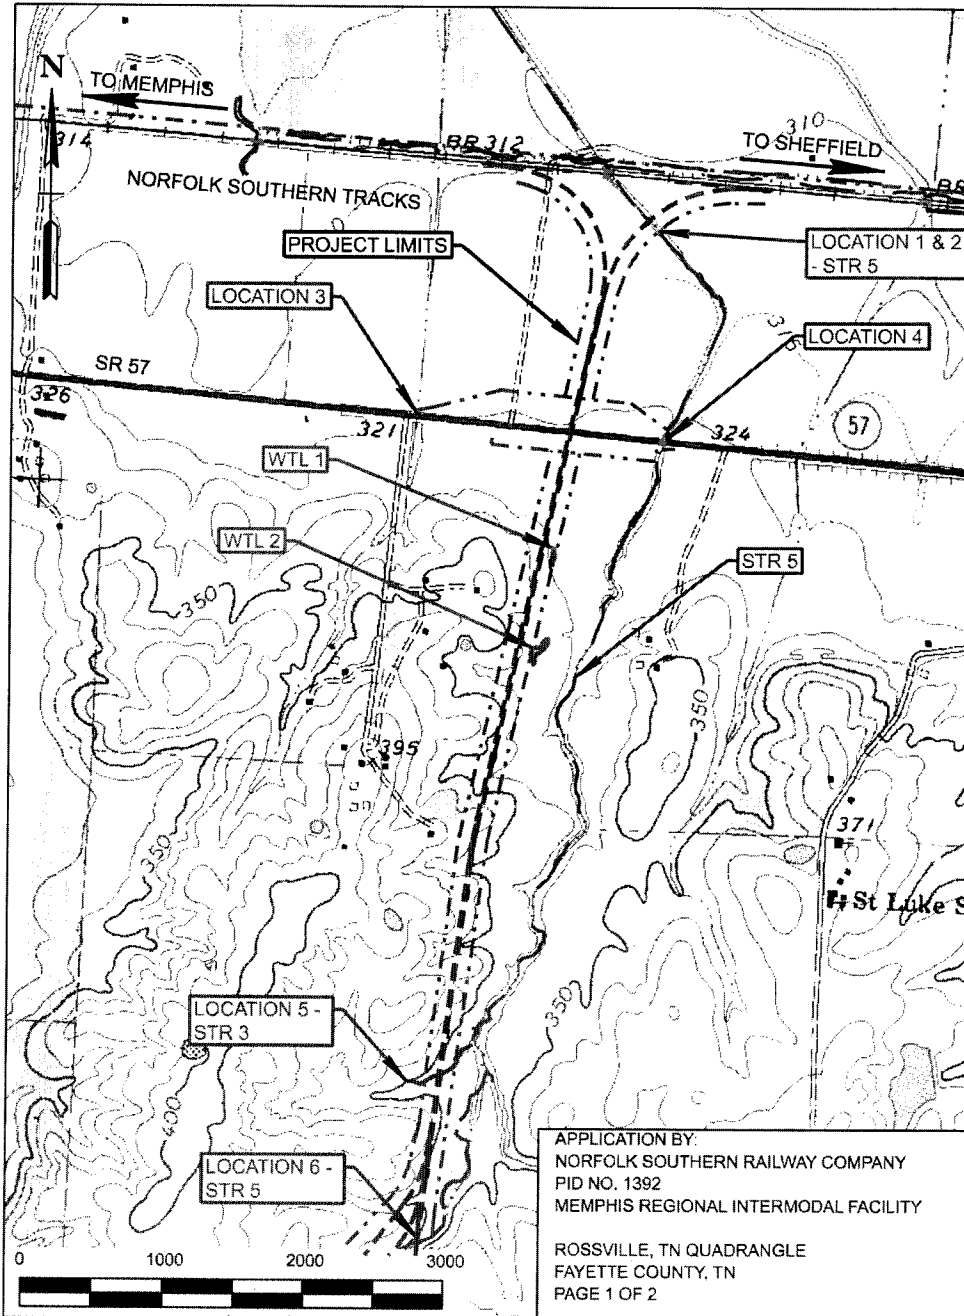 N
TO MEMPHIS
314
BR 312
310
TO SHEFFIELD
BR
NORFOLK SOUTHERN TRACKS
PROJECT LIMITS
LOCATION 1 & 2
- STR 5
LOCATION 3
LOCATION 4
SR 57
326
321
324
57
WTL 1
WTL 2
STR 5
350
350
395
371
350
St Luke S
LOCATION 5 -
STR 3
350
400
LOCATION 6 -
STR 5
APPLICATION BY:
NORFOLK SOUTHERN RAILWAY COMPANY
PID NO. 1392
MEMPHIS REGIONAL INTERMODAL FACILITY
ROSSVILLE, TN QUADRANGLE
FAYETTE COUNTY, TN
PAGE 1 OF 2
0 1000 2000 3000